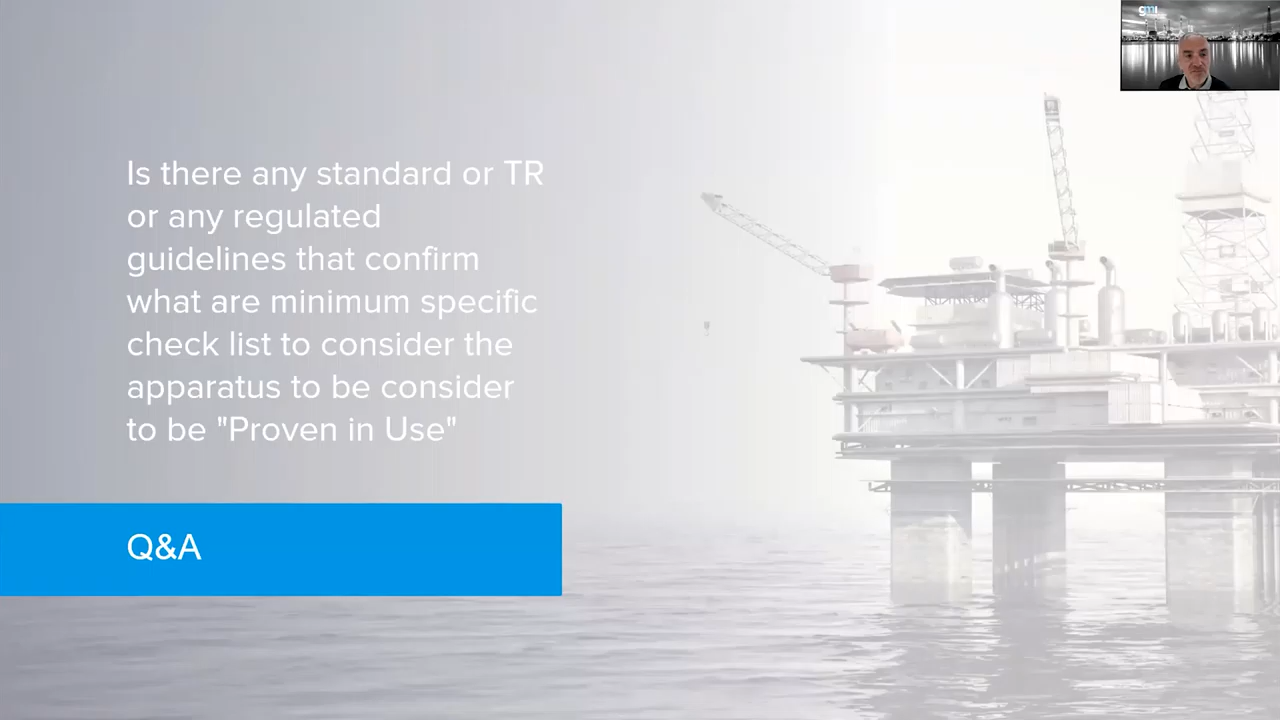 Is there any standard or TR
or any regulated
guidelines that confirm
what are minimum specific
check list to consider the
apparatus to be consider
to be "Proven in Use"
Q&A